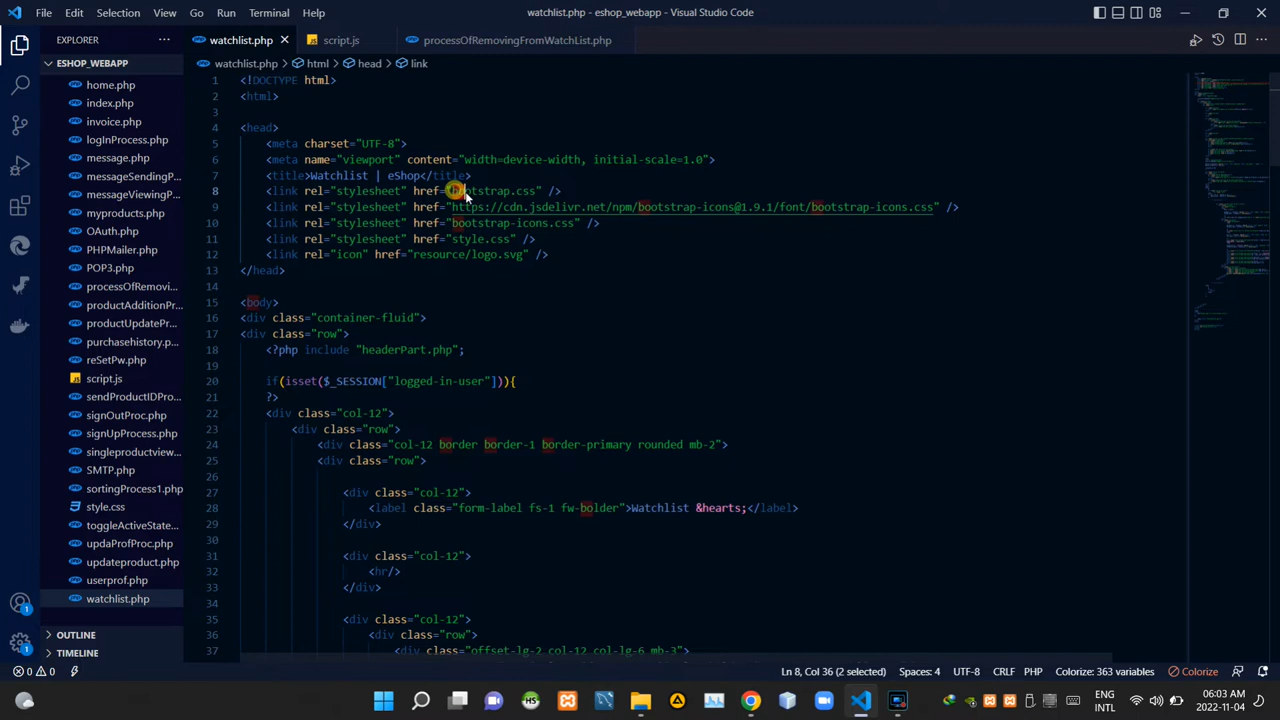 File Edit Selection View Go Run Terminal Help
watchlist.php - eshop_webapp - Visual Studio Code
EXPLORER
watchlist.php
script.js
processOfRemovingFromWatchList.php
ESHOP_WEBAPP
watchlist.php > html > head > link
home.php
index.php
invoice.php
logInProcess.php
message.php
messageSendingP...
messageViewingP...
myproducts.php
OAuth.php
PHPMailer.php
POP3.php
processOfRemovi...
productAdditionPr...
productUpdatePr...
purchasehistory.p...
reSetPw.php
script.js
sendProductIDPro...
signOutProc.php
signUpProcess.php
singleproductview...
SMTP.php
sortingProcess1.php
style.css
toggleActiveState...
updaProfProc.php
updateproduct.php
userprof.php
watchlist.php
OUTLINE
TIMELINE
1 <!DOCTYPE html>
2 <html>
3
4 <head>
5 <meta charset="UTF-8">
6 <meta name="viewport" content="width=device-width, initial-scale=1.0">
7 <title>Watchlist | eShop</title>
8 <link rel="stylesheet" href="bootstrap.css" />
9 <link rel="stylesheet" href="https://cdn.jsdelivr.net/npm/bootstrap-icons@1.9.1/font/bootstrap-icons.css" />
10 <link rel="stylesheet" href="bootstrap-icons.css" />
11 <link rel="stylesheet" href="style.css" />
12 <link rel="icon" href="resource/logo.svg" />
13 </head>
14
15 <body>
16 <div class="container-fluid">
17 <div class="row">
18 <?php include "headerPart.php";
19
20 if(isset($_SESSION["logged-in-user"])){
21 ?>
22 <div class="col-12">
23 <div class="row">
24 <div class="col-12 border border-1 border-primary rounded mb-2">
25 <div class="row">
26
27 <div class="col-12">
28 <label class="form-label fs-1 fw-bolder">Watchlist &hearts;</label>
29 </div>
30
31 <div class="col-12">
32 <hr/>
33 </div>
34
35 <div class="col-12">
36 <div class="row">
37 <div class="offset-lg-2 col-12 col-lg-6 mb-3">
0 0
Ln 8, Col 36 (2 selected) Spaces: 4 UTF-8 CRLF PHP Colorize: 363 variables Colorize
ENG
INTL
06:03 AM
2022-11-04